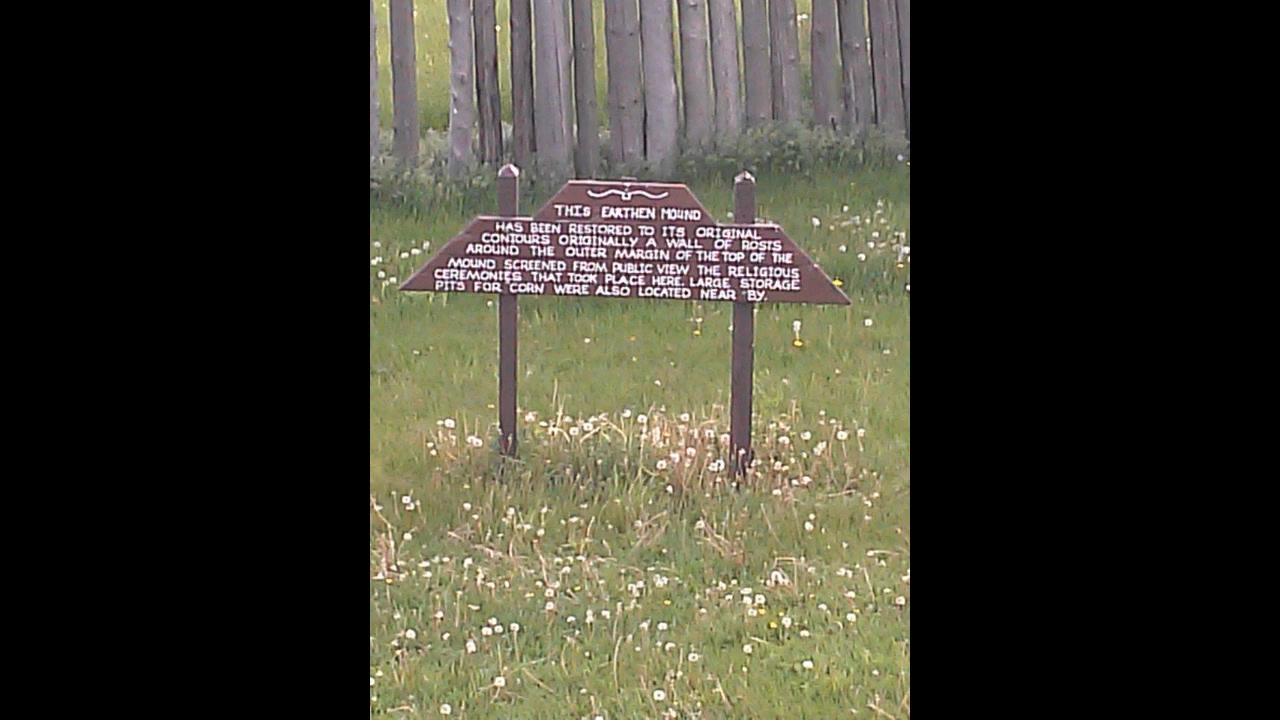 THIS EARTHEN MOUND
HAS BEEN RESTORED TO ITS ORIGINAL
CONTOURS ORIGINALLY A WALL OF POSTS
AROUND THE OUTER MARGIN OF THE TOP OF THE
MOUND SCREENED FROM PUBLIC VIEW THE RELIGIOUS
CEREMONIES THAT TOOK PLACE HERE. LARGE STORAGE
PITS FOR CORN WERE ALSO LOCATED NEAR BY.